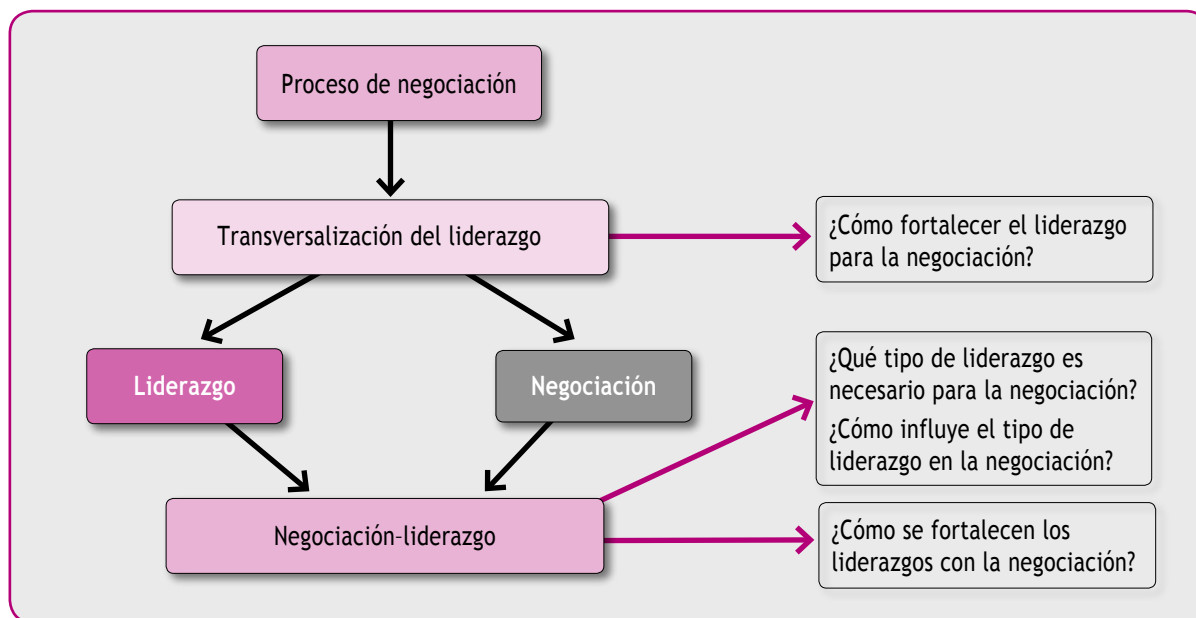 Proceso de negociación
Transversalización del liderazgo
¿Cómo fortalecer el liderazgo
para la negociación?
Liderazgo
Negociación
¿Qué tipo de liderazgo es
necesario para la negociación?
¿Cómo influye el tipo de
liderazgo en la negociación?
Negociación-liderazgo
¿Cómo se fortalecen los
liderazgos con la negociación?